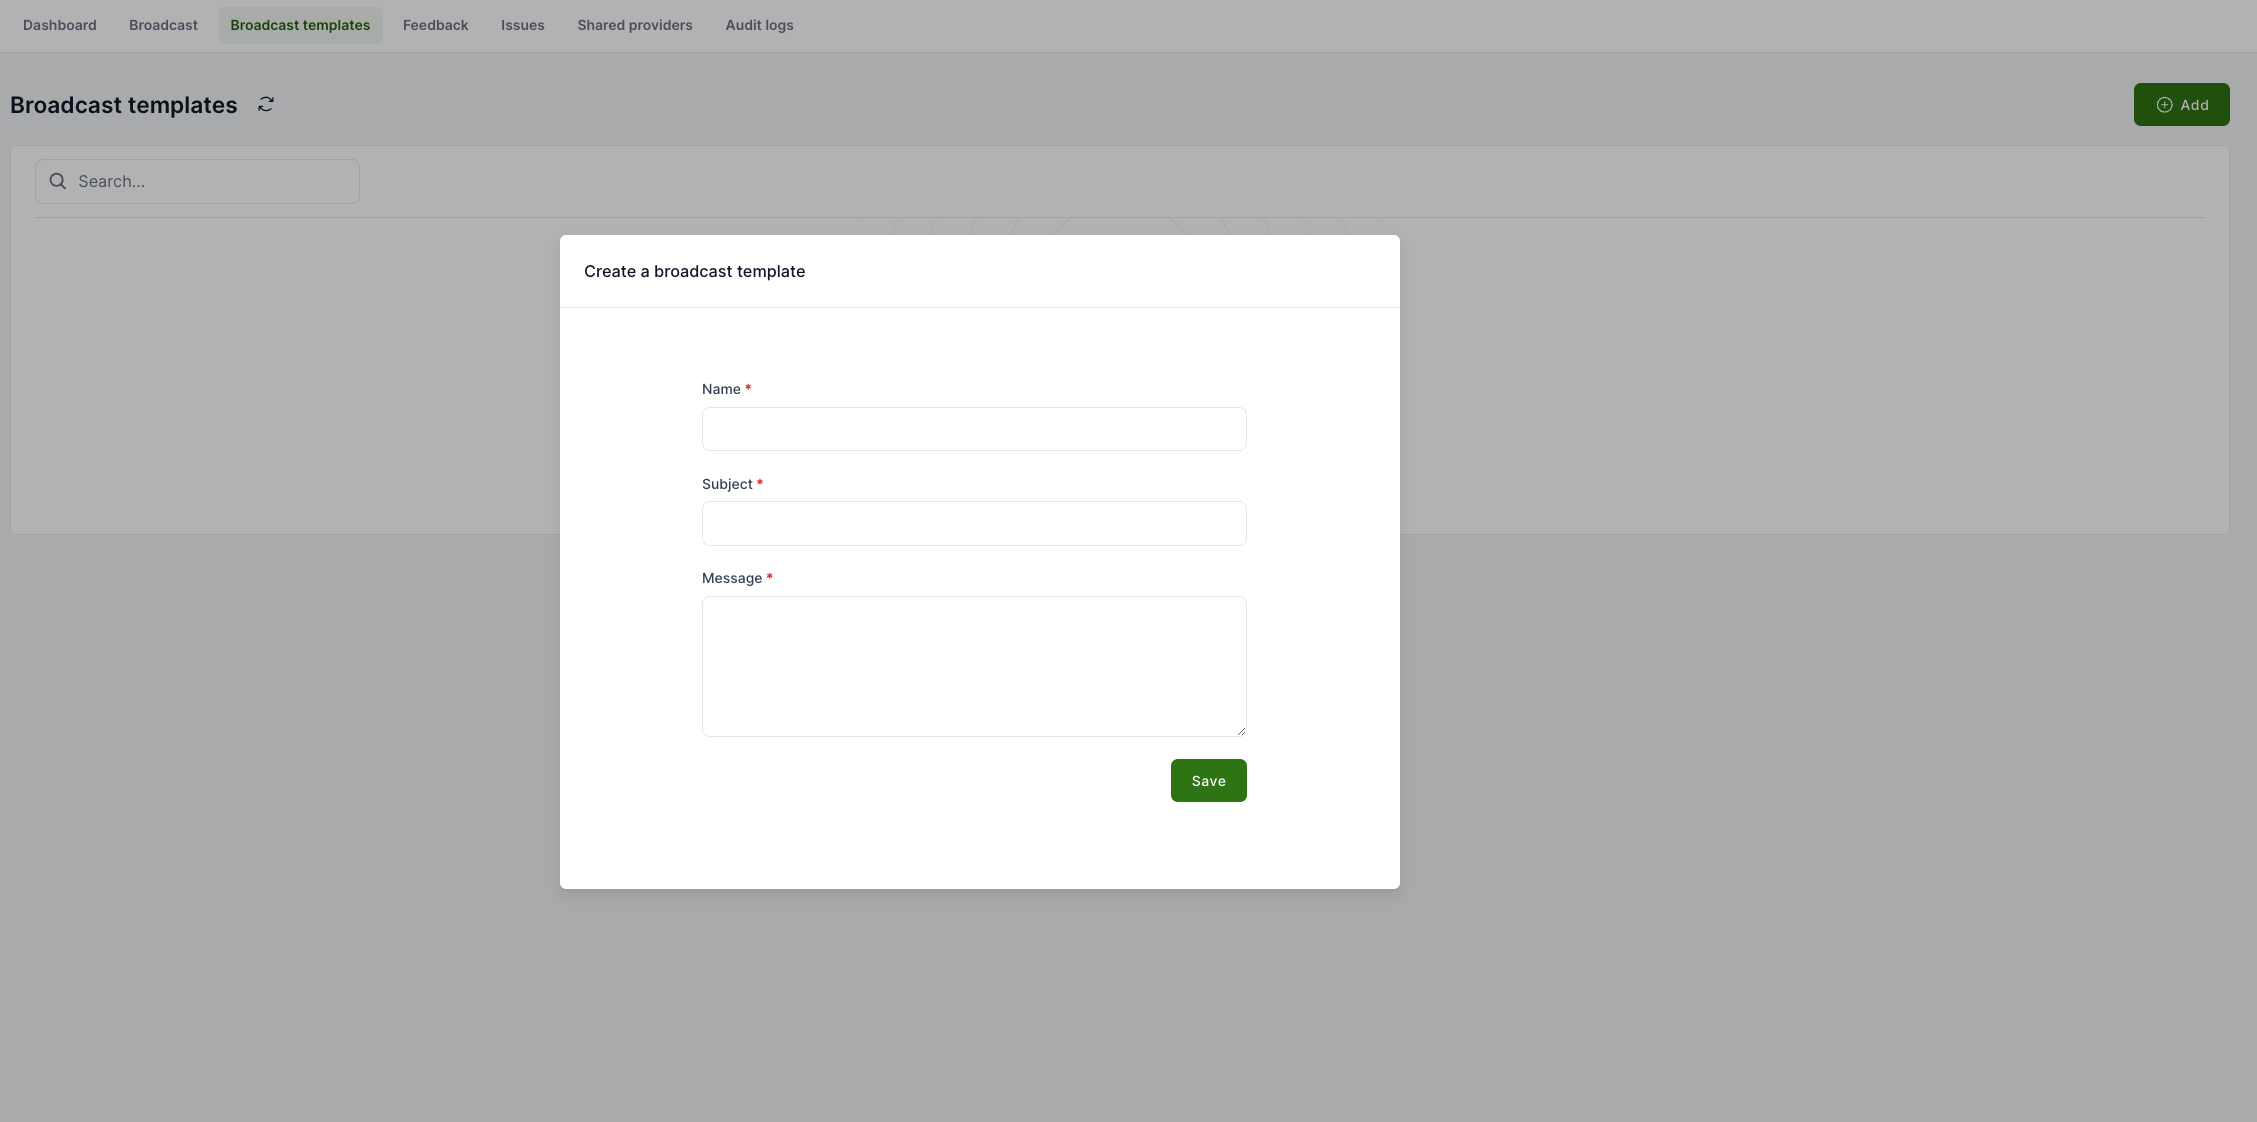 Dashboard Broadcast Broadcast templates Feedback Issues Shared providers Audit logs
Broadcast templates
Add
Search...
Create a broadcast template
Name *
Subject *
Message *
Save